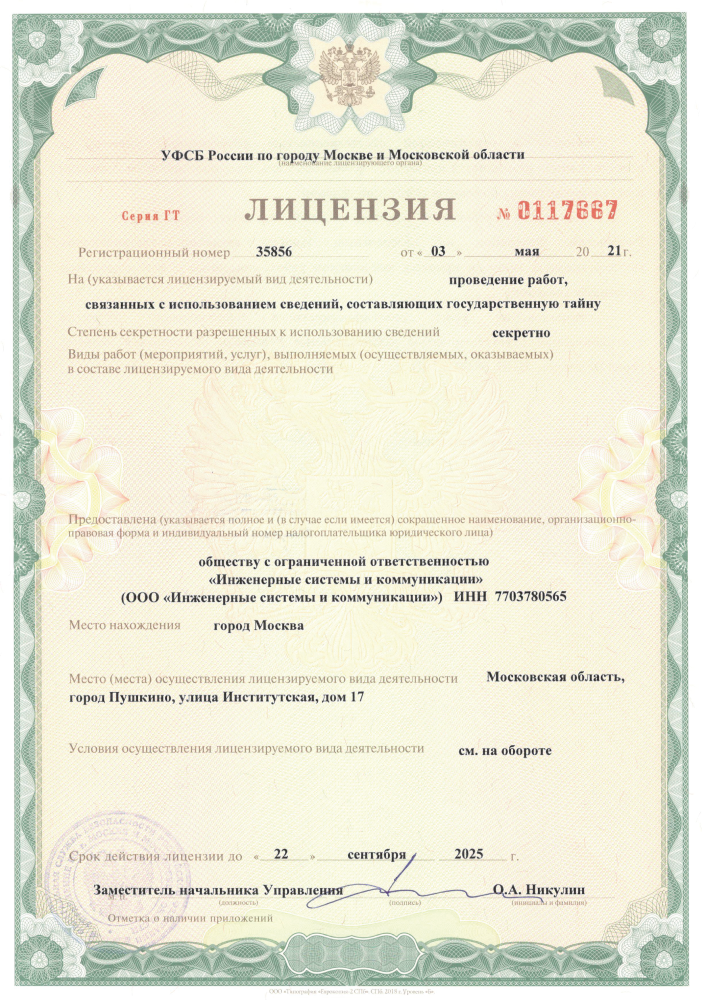 УФСБ России по городу Москве и Московской области
(наименование лицензирующего органа)
Серия ГТ ЛИЦЕНЗИЯ № 0117667
Регистрационный номер 35856 от « 03 » мая 20 21 г.
На (указывается лицензируемый вид деятельности) проведение работ,
связанных с использованием сведений, составляющих государственную тайну
Степень секретности разрешенных к использованию сведений секретно
Виды работ (мероприятий, услуг), выполняемых (осуществляемых, оказываемых)
в составе лицензируемого вида деятельности
Предоставлена (указывается полное и (в случае если имеется) сокращенное наименование, организационно-
правовая форма и индивидуальный номер налогоплательщика юридического лица)
обществу с ограниченной ответственностью
«Инженерные системы и коммуникации»
(ООО «Инженерные системы и коммуникации») ИНН 7703780565
Место нахождения город Москва
Место (места) осуществления лицензируемого вида деятельности Московская область,
город Пушкино, улица Институтская, дом 17
Условия осуществления лицензируемого вида деятельности см. на обороте
Срок действия лицензии до « 22 » сентября 2025 г.
Заместитель начальника Управления О.А. Никулин
М. П. (должность) (подпись) (инициалы и фамилия)
Отметка о наличии приложений